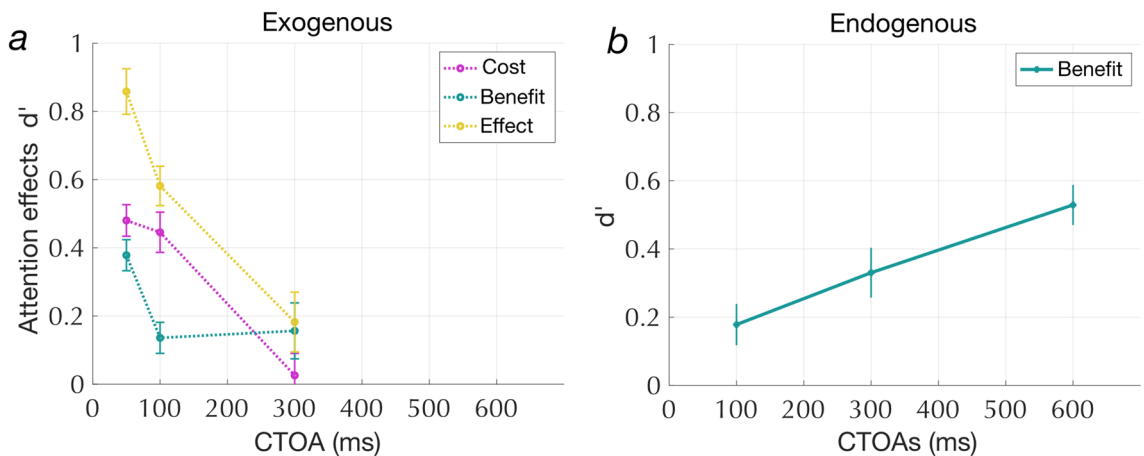 Exogenous
a
1
0.8
0.6
0.4
0.2
0
Attention effects d'
Cost
Benefit
Effect
0 100 200 300 400 500 600
CTOA (ms)
Endogenous
b
1
0.8
0.6
0.4
0.2
0
d'
Benefit
0 100 200 300 400 500 600
CTOAs (ms)